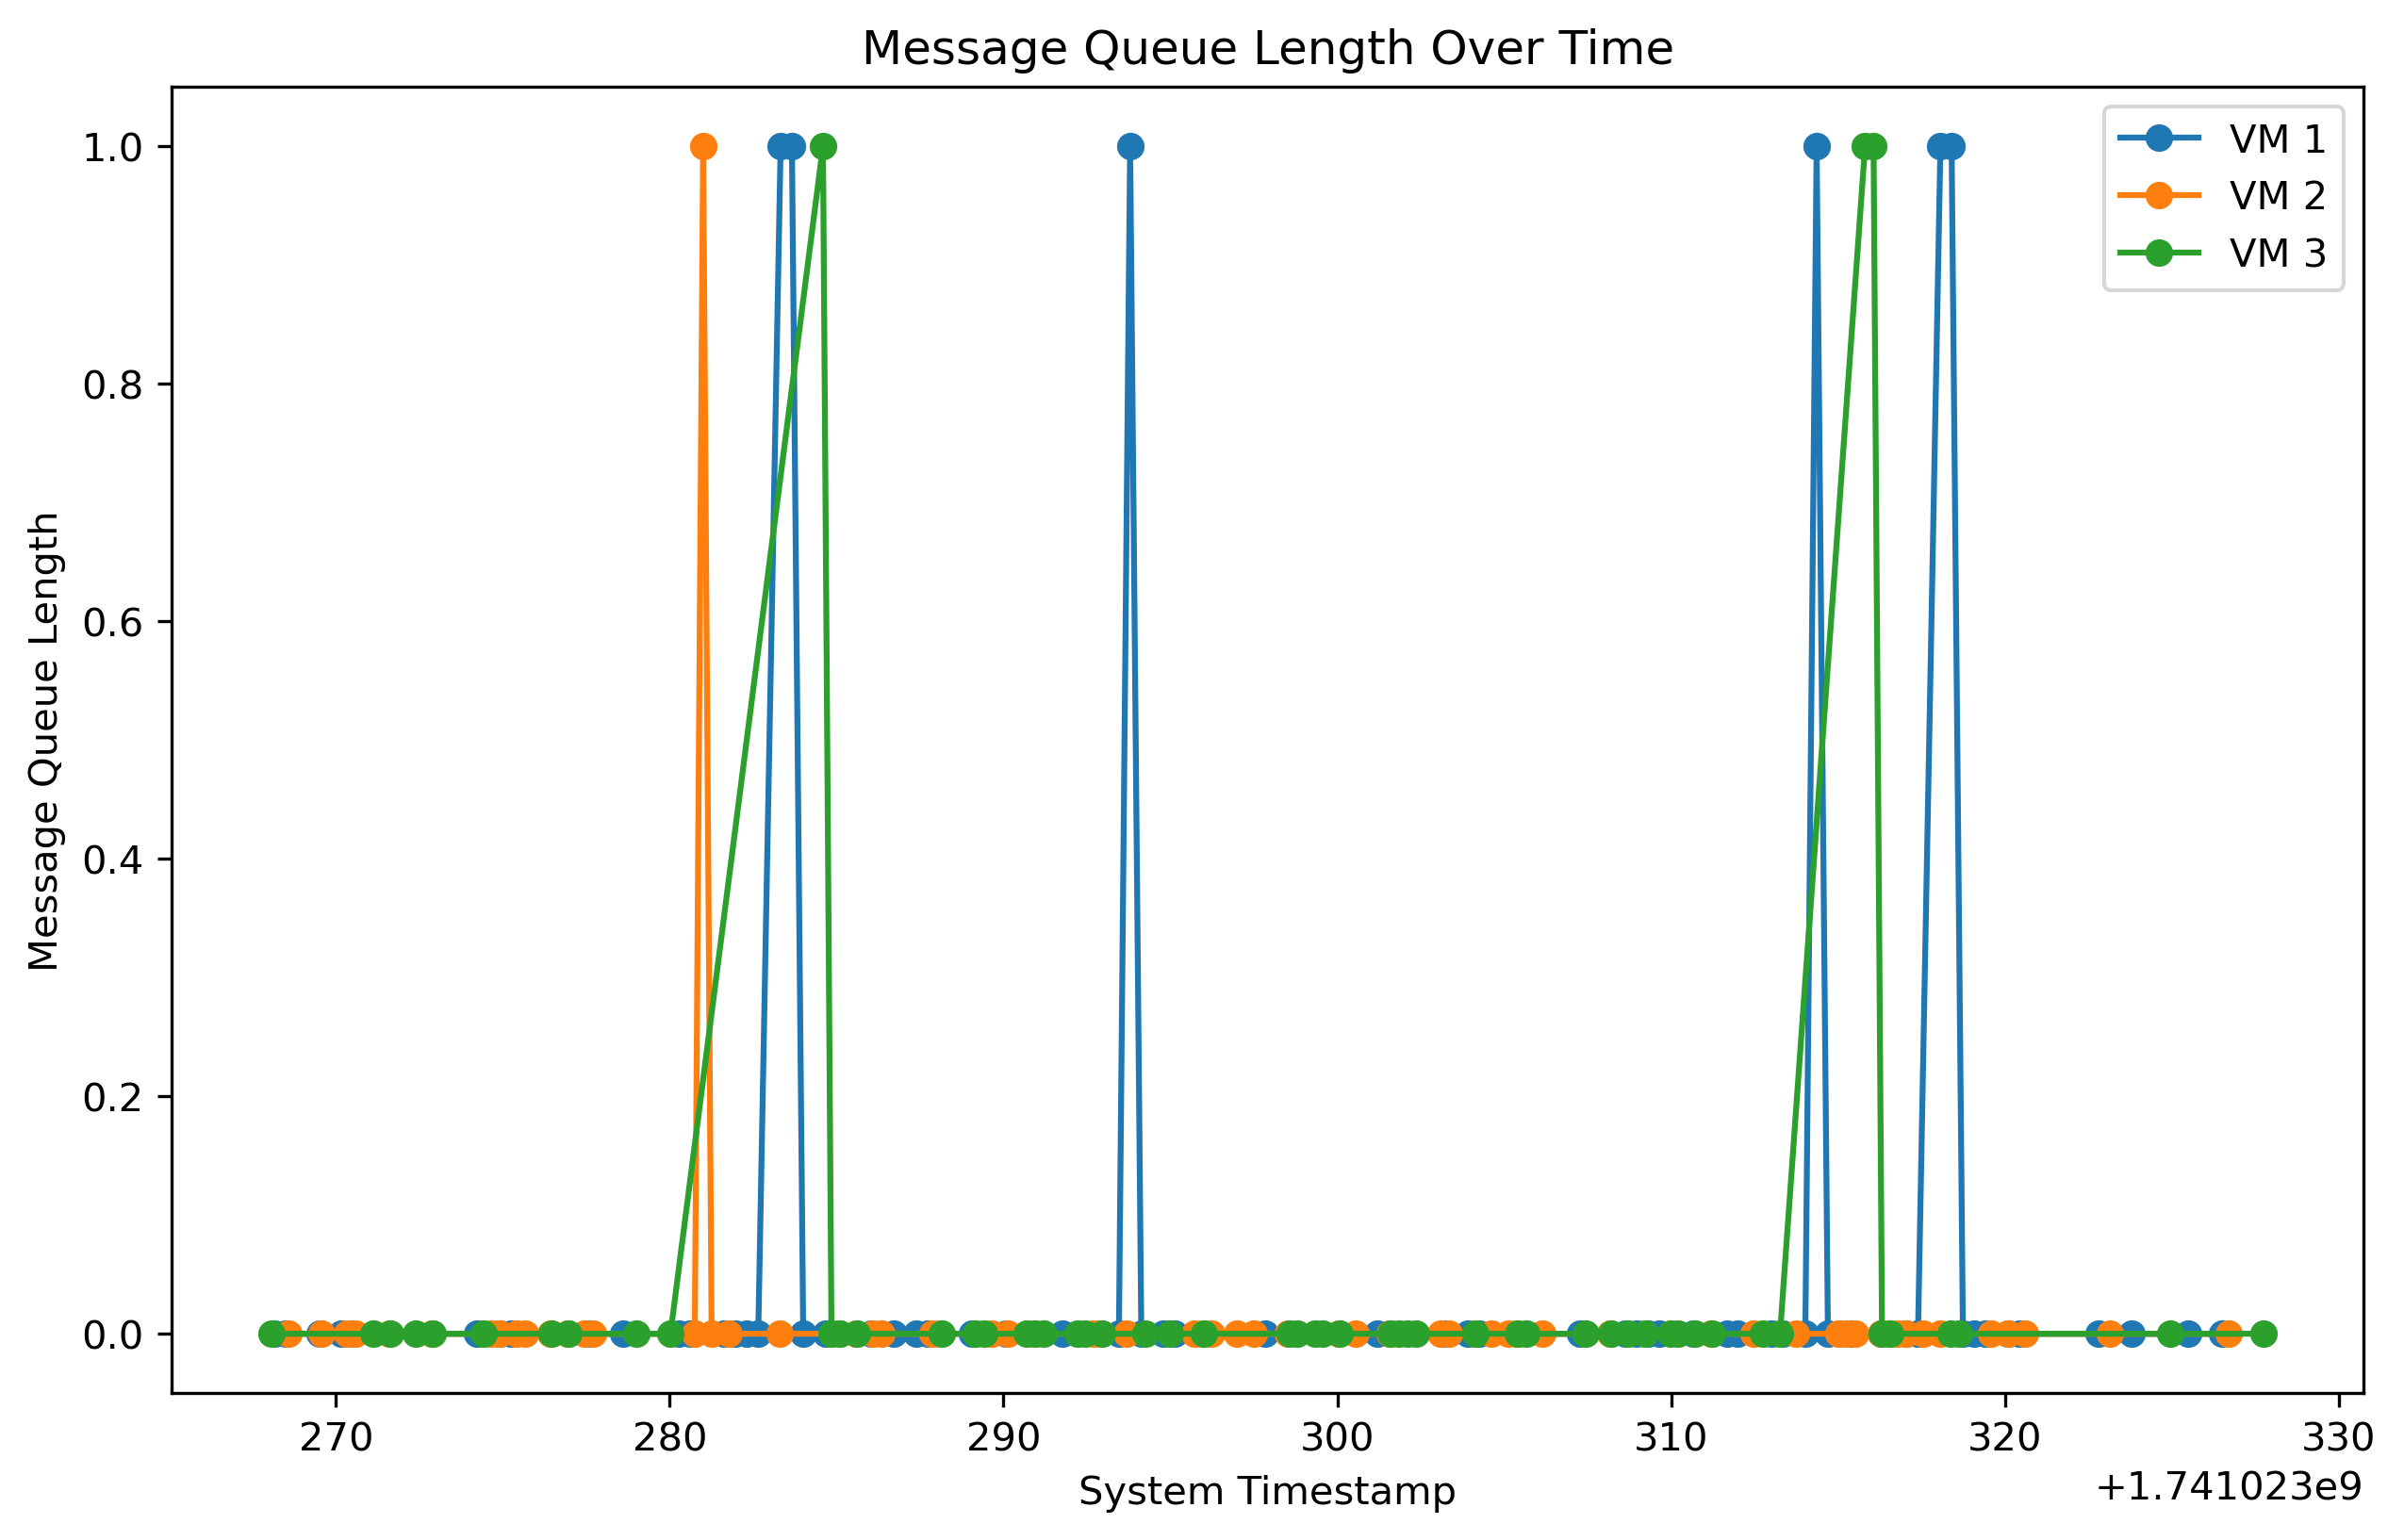 Message Queue Length Over Time
VM 1
VM 2
VM 3
Message Queue Length
1.0
0.8
0.6
0.4
0.2
0.0
270 280 290 300 310 320 330
System Timestamp
+1.741023e9